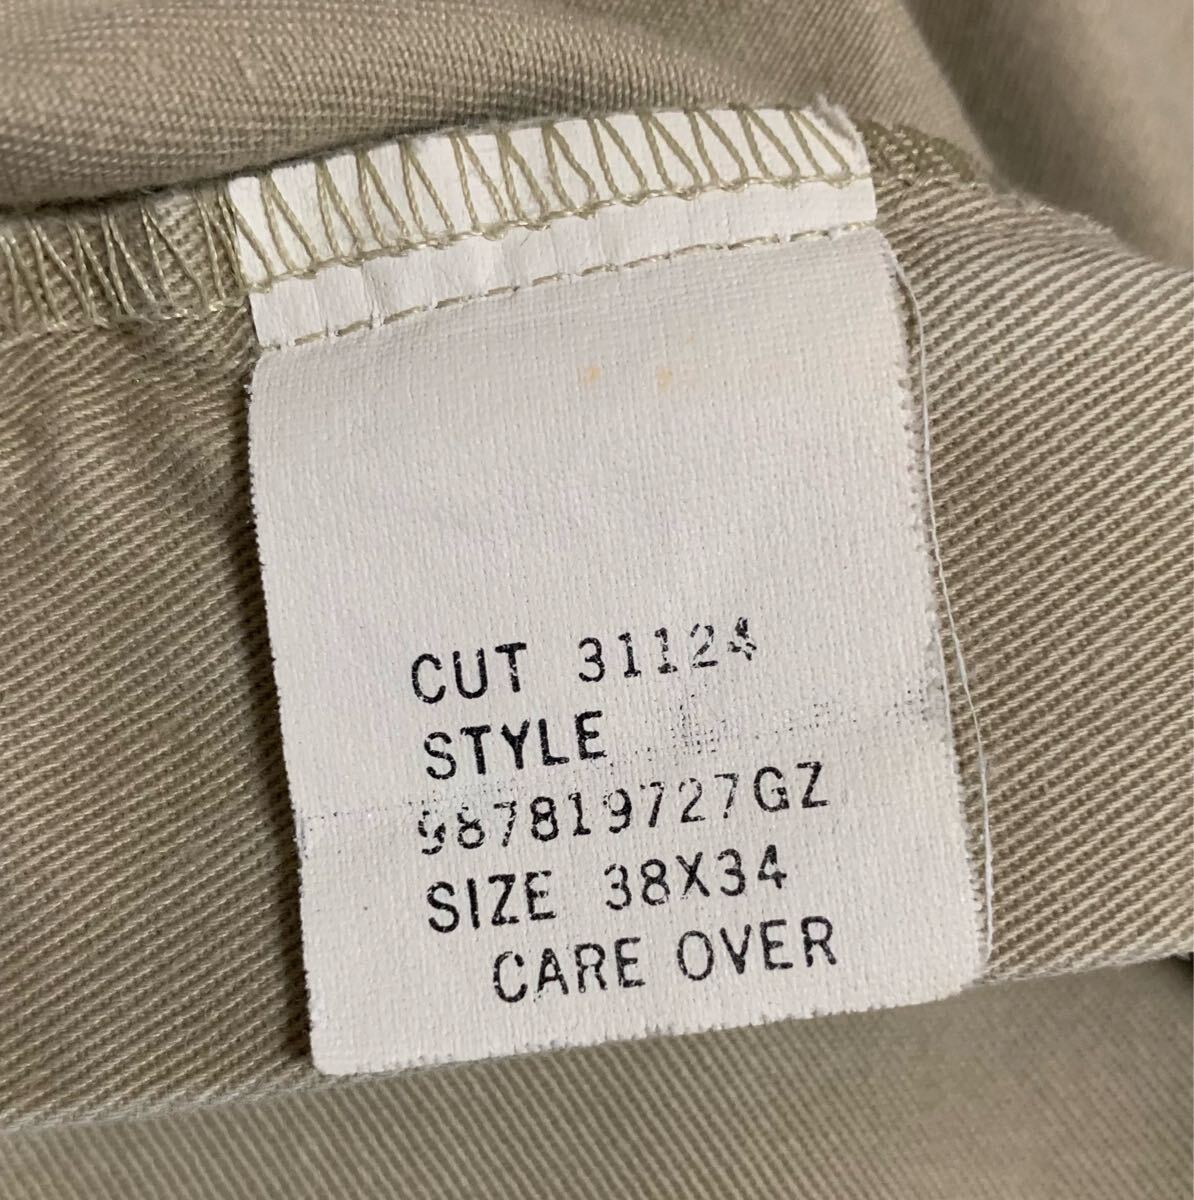 CUT 31124
STYLE
987819727GZ
SIZE 38X34
CARE OVER